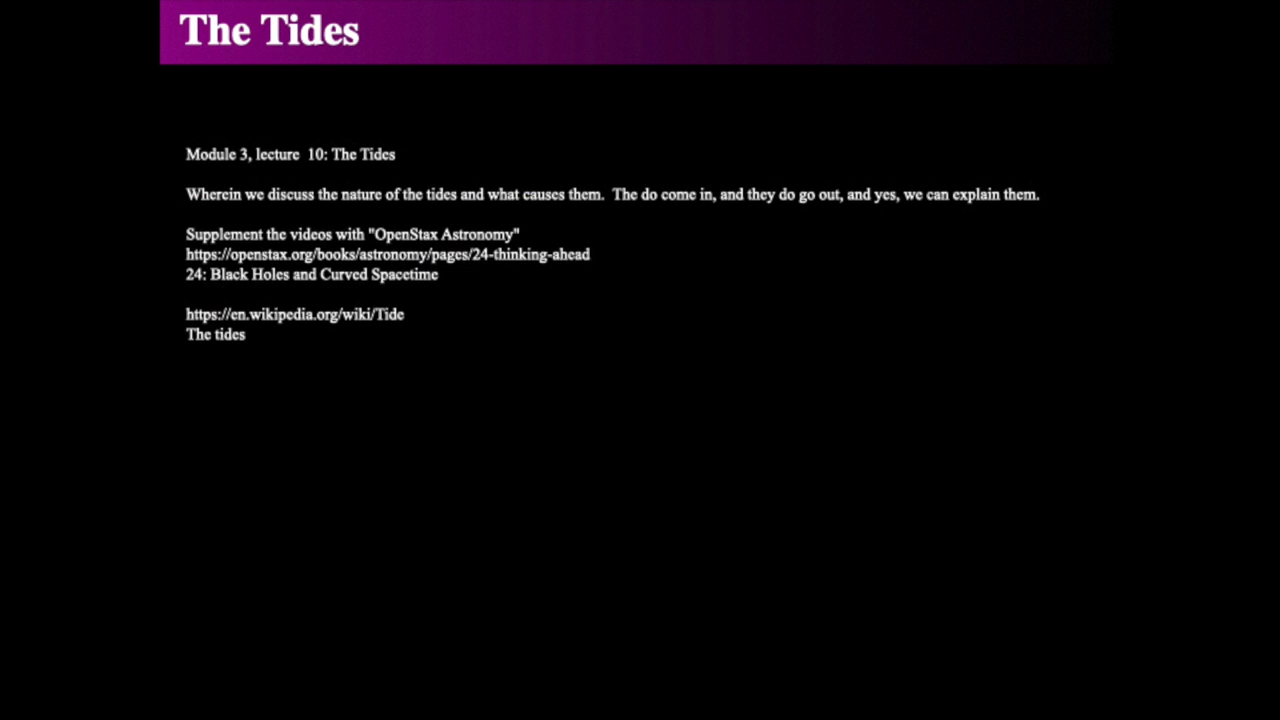 The Tides
Module 3, lecture  10: The Tides
Wherein we discuss the nature of the tides and what causes them.  The do come in, and they do go out, and yes, we can explain them.
Supplement the videos with "OpenStax Astronomy"
https://openstax.org/books/astronomy/pages/24-thinking-ahead
24: Black Holes and Curved Spacetime
https://en.wikipedia.org/wiki/Tide
The tides